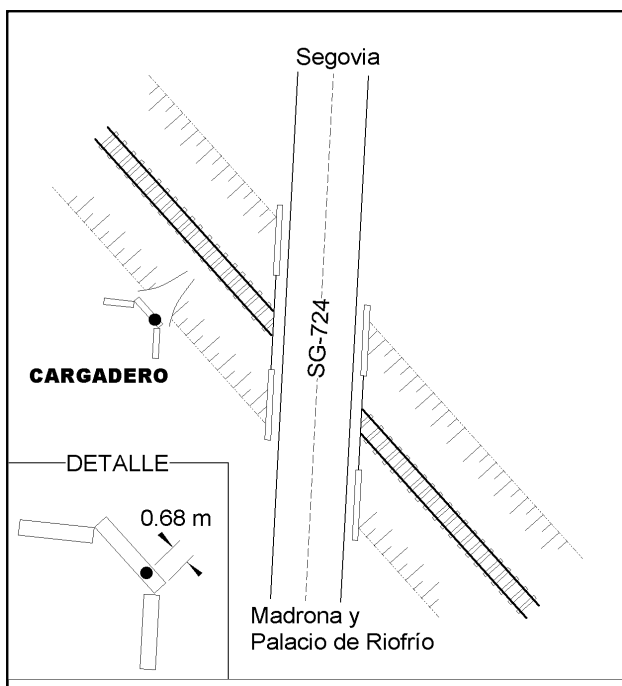 Segovia
SG-724
CARGADERO
DETALLE
0.68 m
Madrona y
Palacio de Riofrío